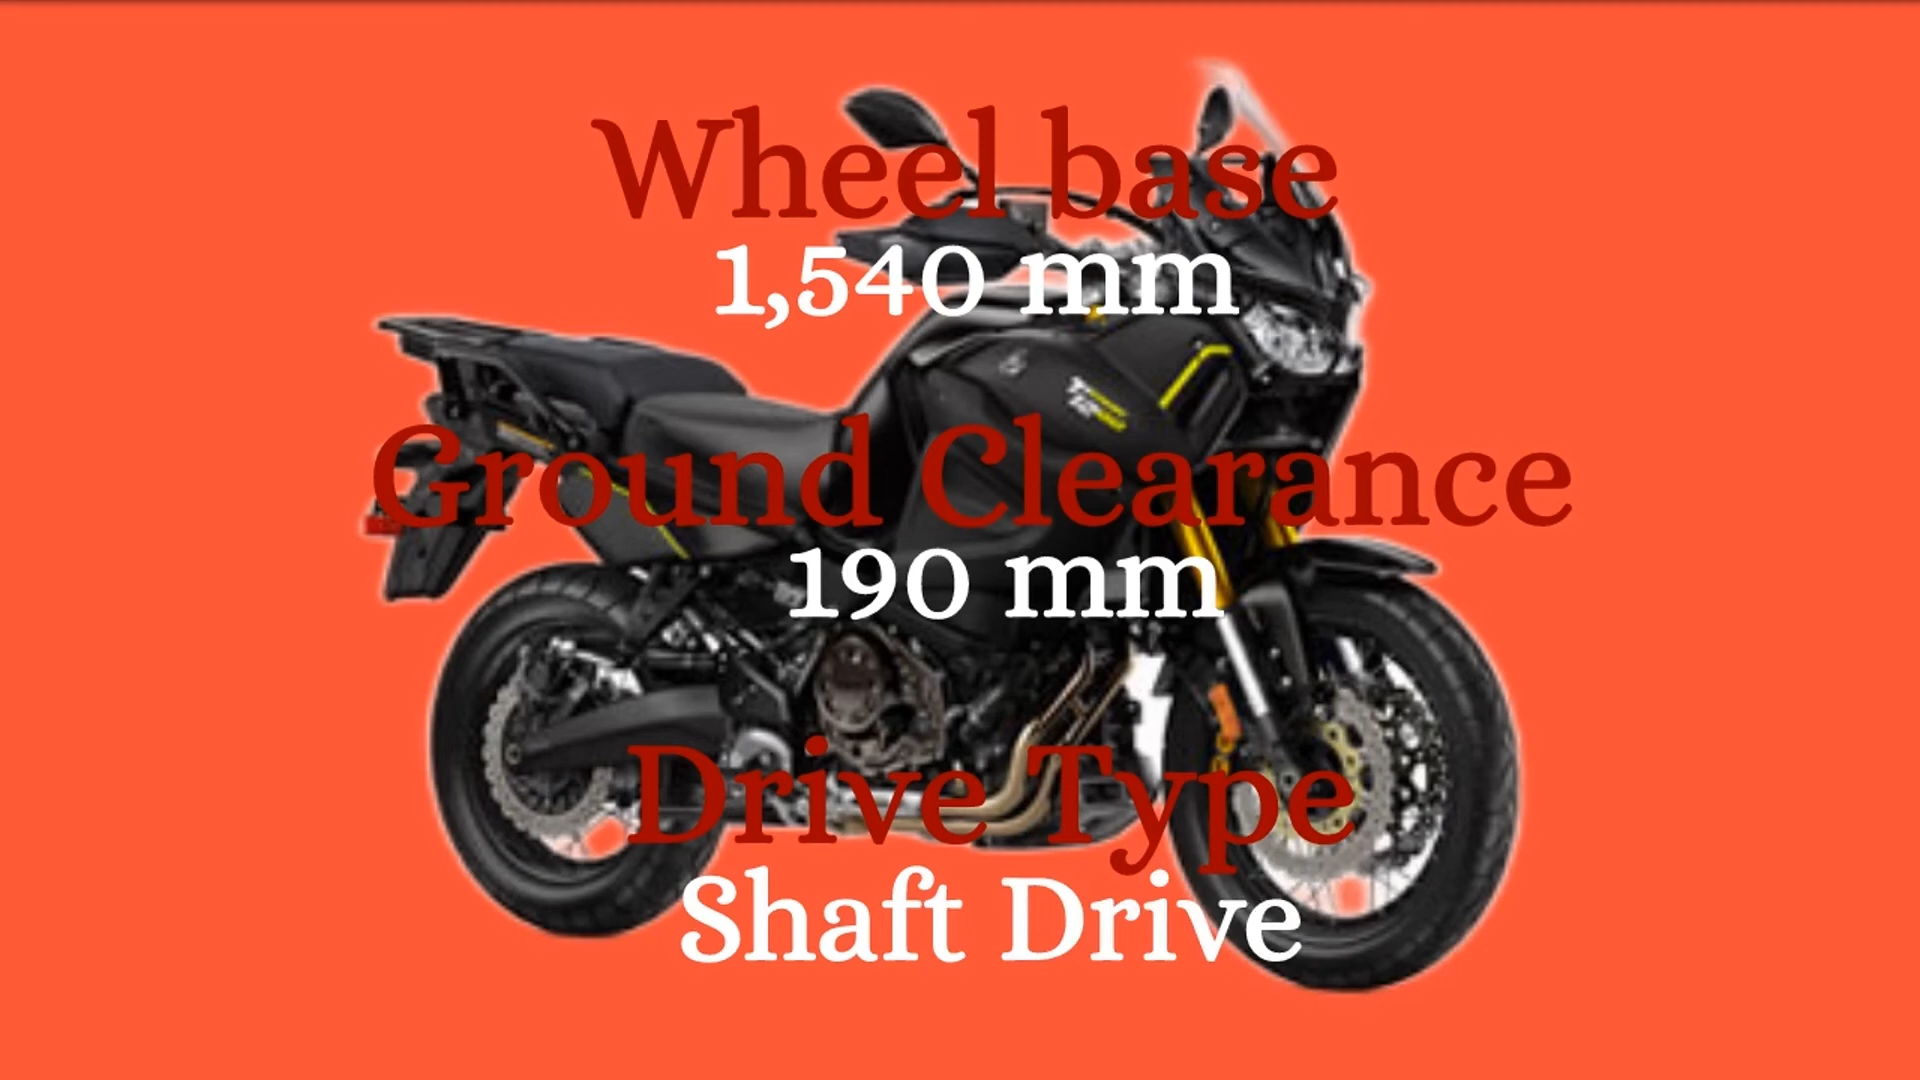 Wheel base
1,540 mm
Ground Clearance
190 mm
Drive Type
Shaft Drive